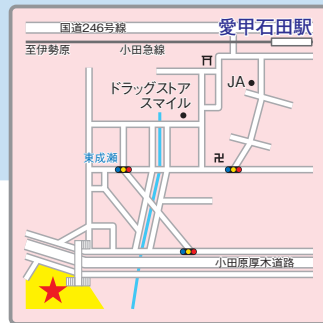 国道246号線
愛甲石田駅
至伊勢原
小田急線
JA
ドラッグストア
スマイル
東成瀬
小田原厚木道路